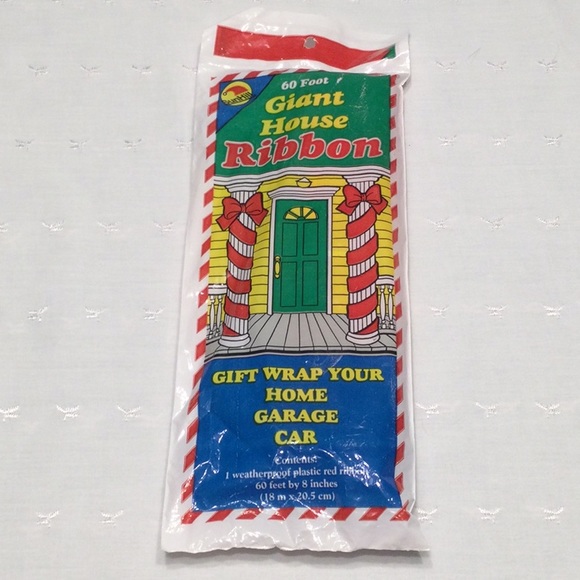 60 Foot
Giant
House
Ribbon
GIFT WRAP YOUR
HOME
GARAGE
CAR
Contents:
1 weatherproof plastic red ribbon
60 feet by 8 inches
(18 m x 20.5 cm)